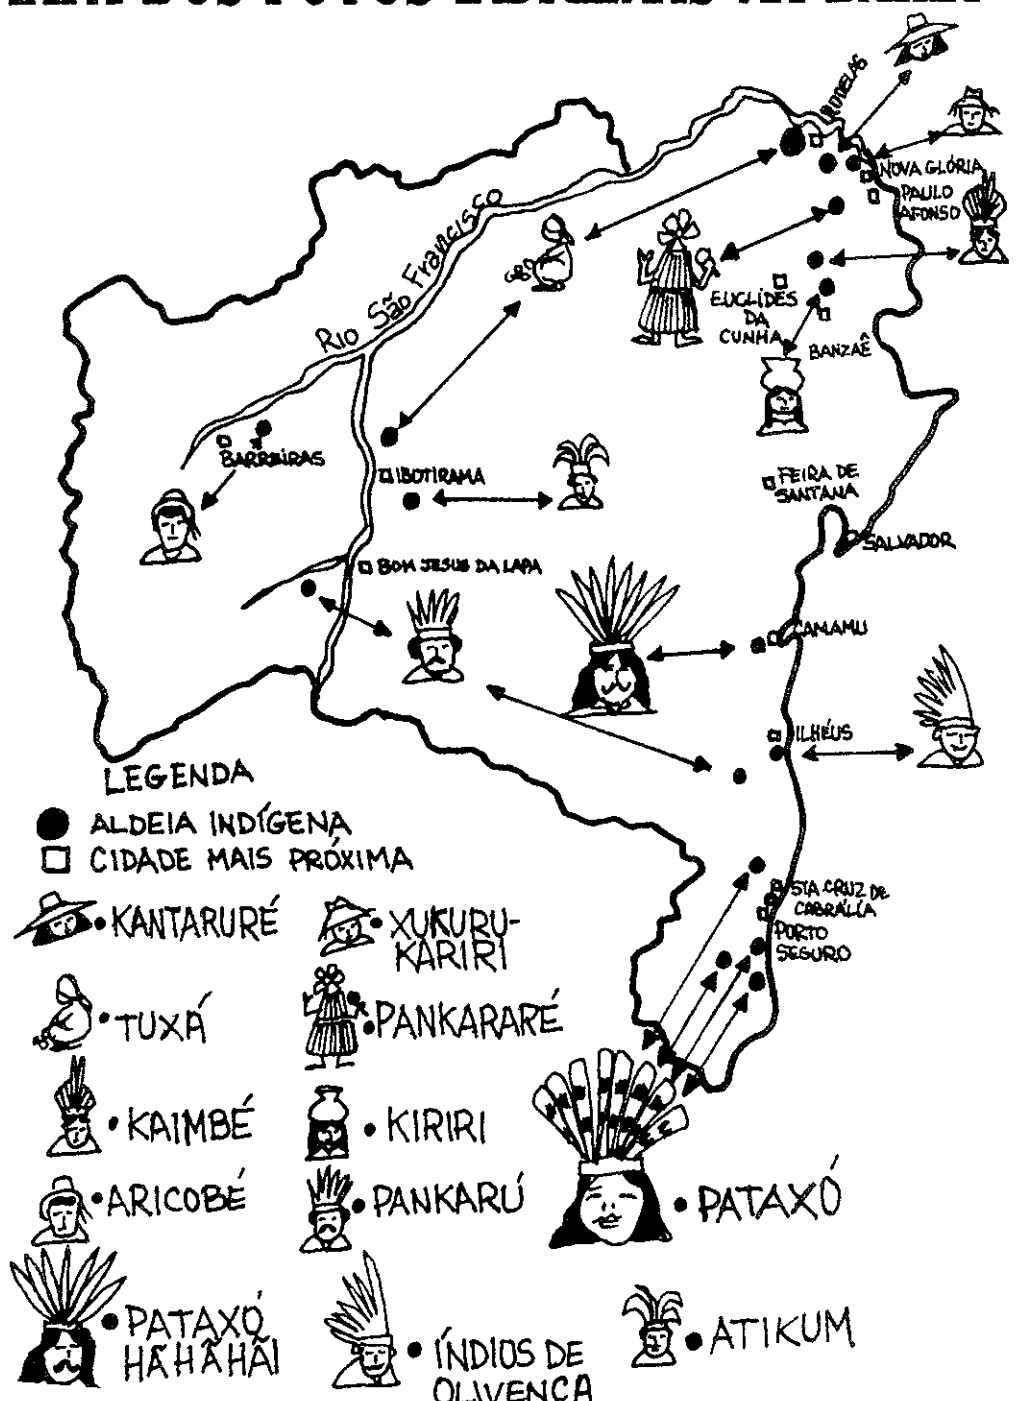 RODELAS
NOVA GLÓRIA
PAULO
AFONSO
Rio São Francisco
EUCLIDES
DA
CUNHA
BANZAÊ
BARREIRAS
IBOTIRAMA
FEIRA DE
SANTANA
SALVADOR
BOM JESUS DA LAPA
CAMAMU
ILHÉUS
STA. CRUZ DE
CABRÁLIA
PORTO
SEGURO
LEGENDA
ALDEIA INDÍGENA
CIDADE MAIS PRÓXIMA
KANTARURÉ
XUKURU-
KARIRI
TUXÁ
PANKARARÉ
KAIMBÉ
KIRIRI
ARICOBÉ
PANKARÚ
PATAXÓ
PATAXÓ
HÃHÃHÃI
ÍNDIOS DE
OLIVENÇA
ATIKUM